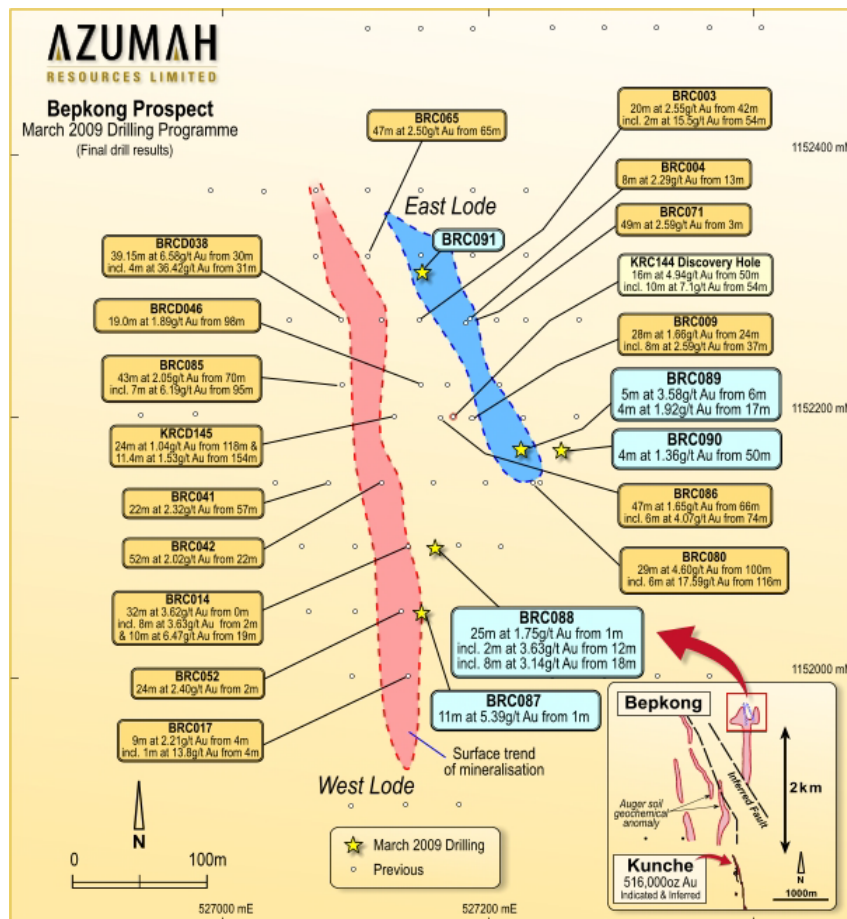 AZUMAH
RESOURCES LIMITED
Bepkong Prospect
March 2009 Drilling Programme
(Final drill results)
BRC065
47m at 2.50g/t Au from 65m
BRC003
20m at 2.55g/t Au from 42m
incl. 2m at 15.5g/t Au from 54m
1152400 mN
BRC004
8m at 2.29g/t Au from 13m
East Lode
BRC071
49m at 2.59g/t Au from 3m
BRC091
BRCD038
39.15m at 6.58g/t Au from 30m
incl. 4m at 36.42g/t Au from 31m
KRC144 Discovery Hole
16m at 4.94g/t Au from 50m
incl. 10m at 7.1g/t Au from 54m
BRCD046
19.0m at 1.89g/t Au from 98m
BRC009
28m at 1.66g/t Au from 24m
incl. 8m at 2.59g/t Au from 37m
BRC085
43m at 2.05g/t Au from 70m
incl. 7m at 6.19g/t Au from 95m
BRC089
5m at 3.58g/t Au from 6m
4m at 1.92g/t Au from 17m
1152200 mN
KRCD145
24m at 1.04g/t Au from 118m &
11.4m at 1.53g/t Au from 154m
BRC090
4m at 1.36g/t Au from 50m
BRC041
22m at 2.32g/t Au from 57m
BRC086
47m at 1.65g/t Au from 66m
incl. 6m at 4.07g/t Au from 74m
BRC042
52m at 2.02g/t Au from 22m
BRC080
29m at 4.60g/t Au from 100m
incl. 6m at 17.59g/t Au from 116m
BRC014
32m at 3.62g/t Au from 0m
incl. 8m at 3.63g/t Au from 2m
& 10m at 6.47g/t Au from 19m
BRC088
25m at 1.75g/t Au from 1m
incl. 2m at 3.63g/t Au from 12m
incl. 8m at 3.14g/t Au from 18m
BRC052
24m at 2.40g/t Au from 2m
1152000 mN
BRC087
11m at 5.39g/t Au from 1m
BRC017
9m at 2.21g/t Au from 4m
incl. 1m at 13.8g/t Au from 4m
Surface trend
of mineralisation
West Lode
Bepkong
Inferred Fault
2km
Auger soil
geochemical
anomaly
Kunche
516,000oz Au
Indicated & Inferred
N
1000m
N
0
100m
March 2009 Drilling
Previous
527000 mE
527200 mE